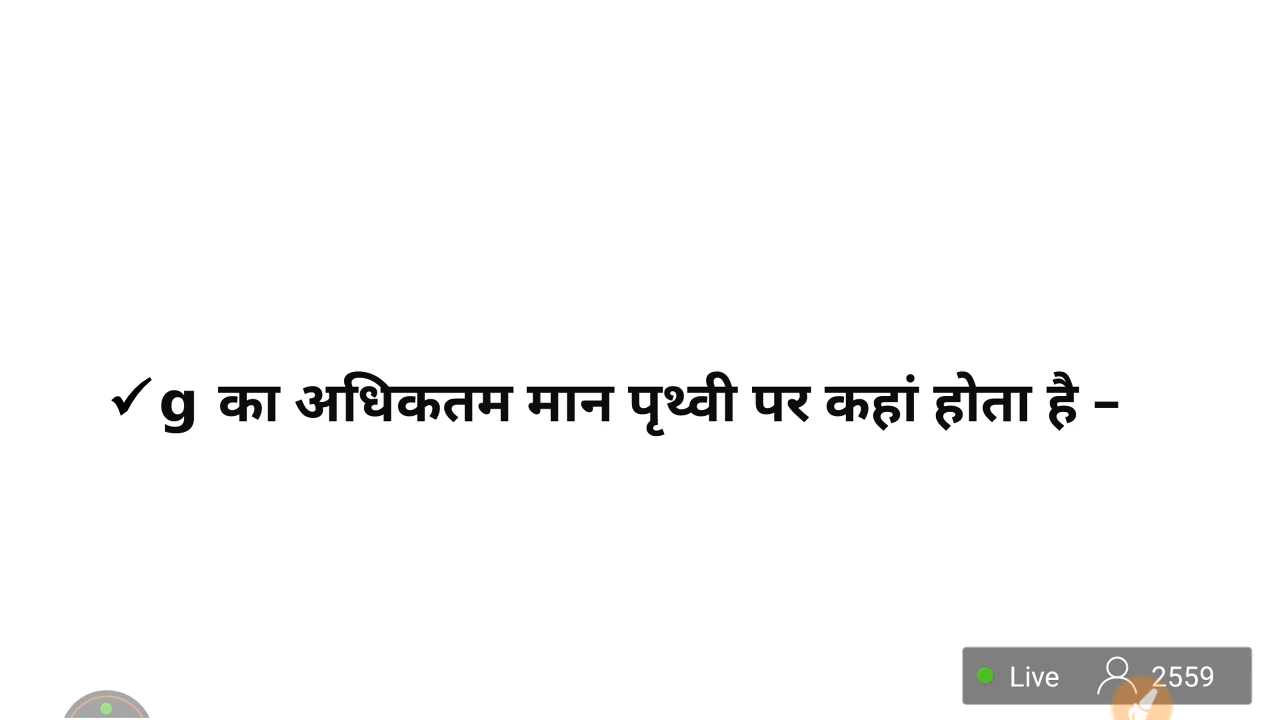 ✓g का अधिकतम मान पृथ्वी पर कहां होता है –
Live 2559